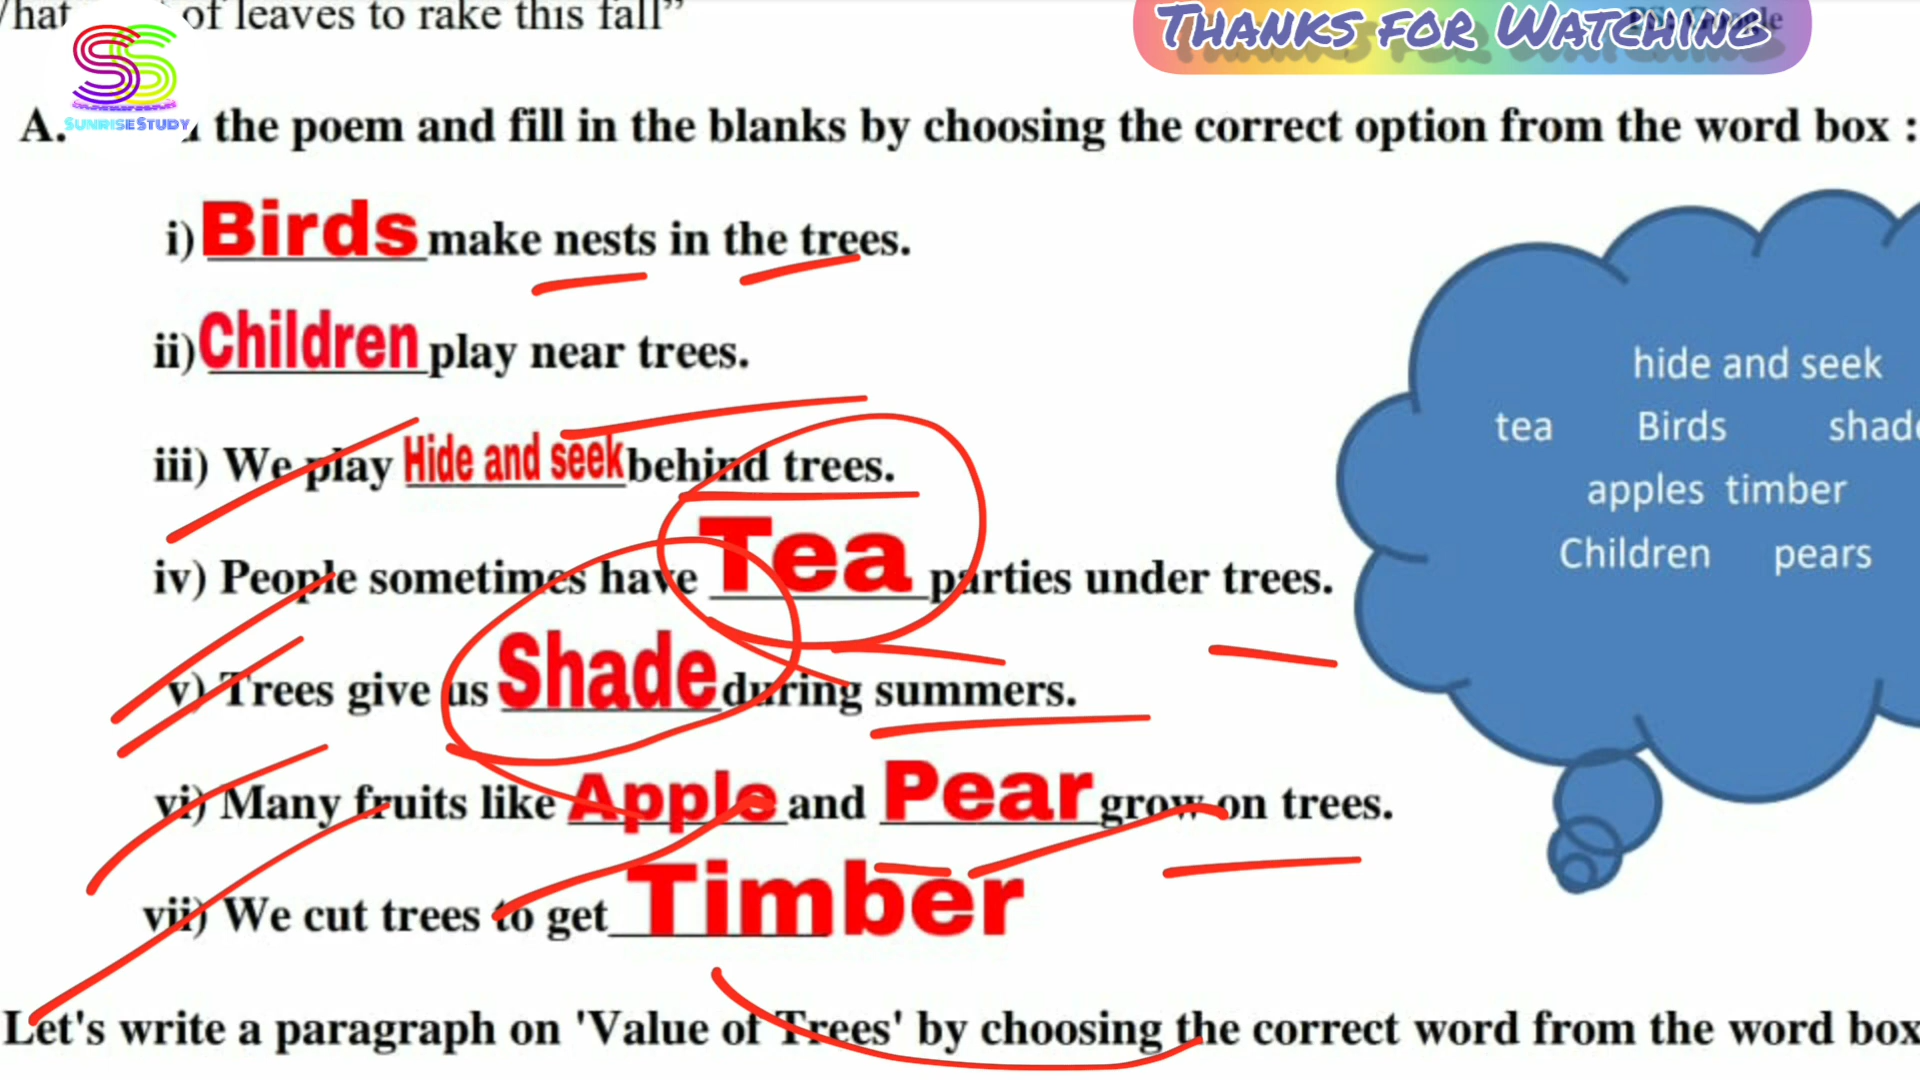 of leaves to rake this fall”
THANKS FOR WATCHING
SS
SUNRISE STUDY
A. the poem and fill in the blanks by choosing the correct option from the word box :
i) Birds make nests in the trees.
ii) Children play near trees.
iii) We play Hide and seek behind trees.
iv) People sometimes have Tea parties under trees.
v) Trees give us Shade during summers.
vi) Many fruits like Apple and Pear grow on trees.
vii) We cut trees to get Timber
hide and seek
tea Birds shade
apples timber
Children pears
Let's write a paragraph on 'Value of Trees' by choosing the correct word from the word box